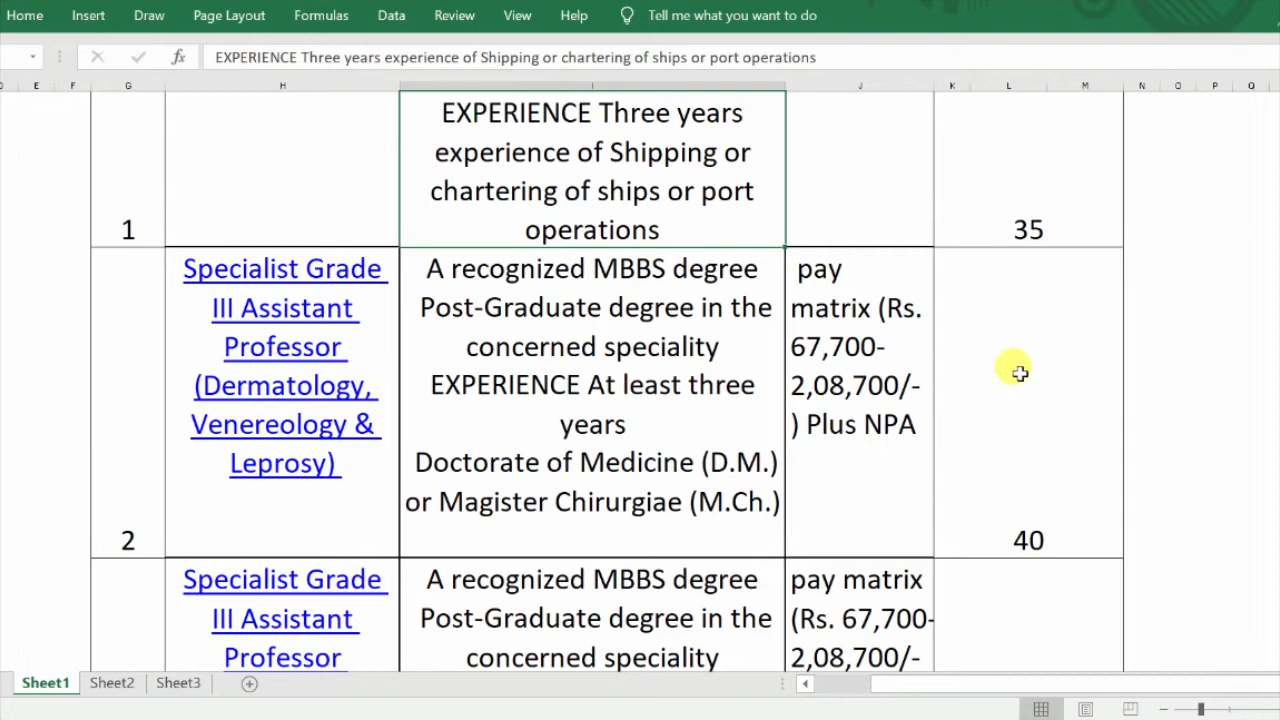 Home Insert Draw Page Layout Formulas Data Review View Help Tell me what you want to do
fx EXPERIENCE Three years experience of Shipping or chartering of ships or port operations
E F G H I J K L M N O P Q
1
EXPERIENCE Three years
experience of Shipping or
chartering of ships or port
operations
35
2
Specialist Grade
III Assistant
Professor
(Dermatology,
Venereology &
Leprosy)
A recognized MBBS degree
Post-Graduate degree in the
concerned speciality
EXPERIENCE At least three
years
Doctorate of Medicine (D.M.)
or Magister Chirurgiae (M.Ch.)
pay
matrix (Rs.
67,700-
2,08,700/-
) Plus NPA
40
Specialist Grade
III Assistant
Professor
A recognized MBBS degree
Post-Graduate degree in the
concerned speciality
pay matrix
(Rs. 67,700-
2,08,700/-
Sheet1 Sheet2 Sheet3